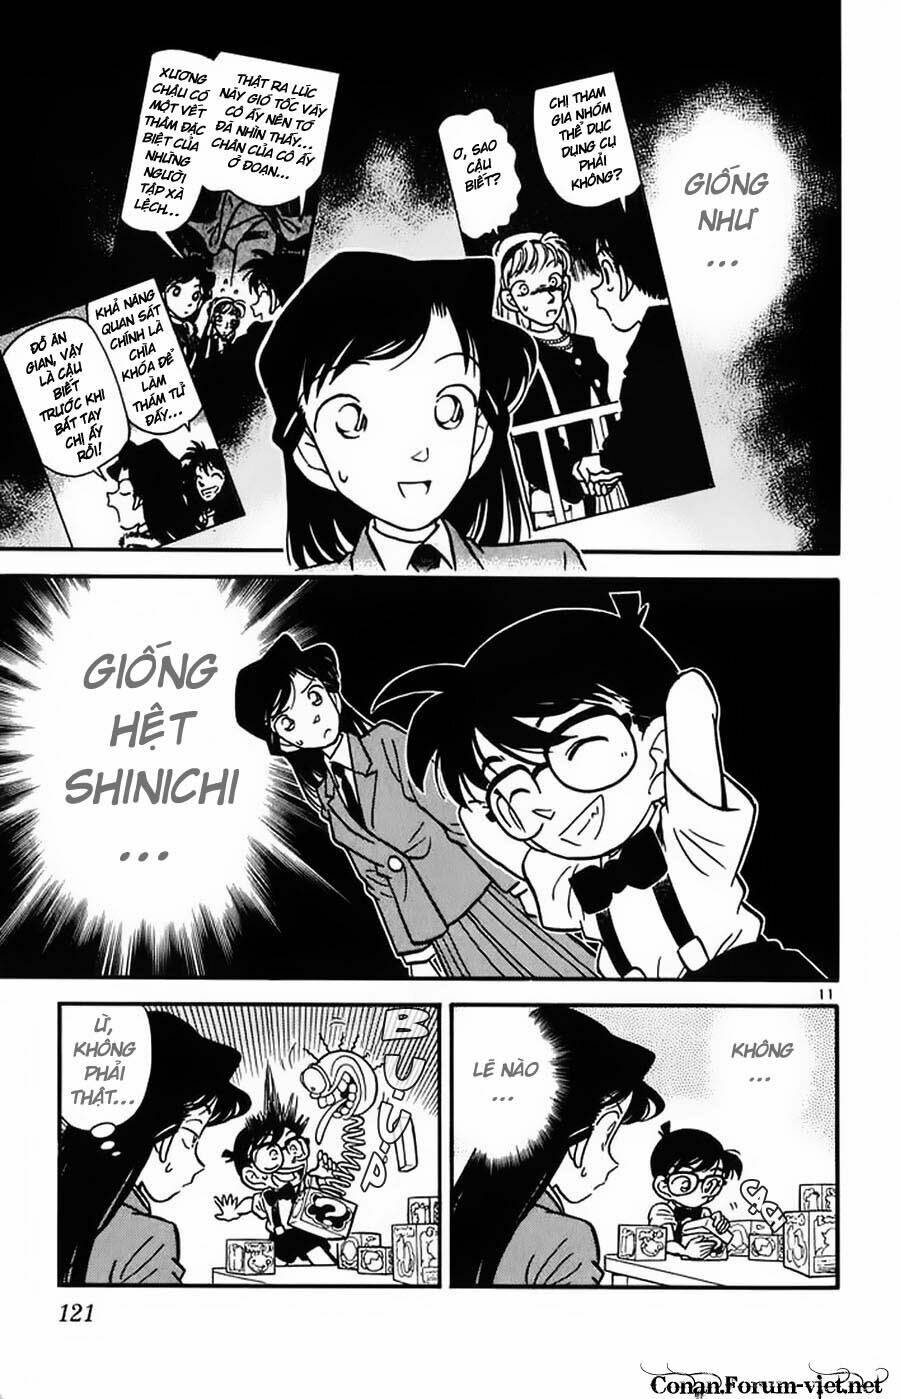 GIỐNG
NHƯ
...
CHỊ THAM
GIA NHÓM
THỂ DỤC
DỤNG CỤ
PHẢI
KHÔNG?
Ơ, SAO
CẬU
BIẾT?
THẬT RA LÚC
NÀY GIÓ TỐC VÁY
CÔ ẤY NÊN TỚ
ĐÃ NHÌN THẤY...
CHÂN CỦA CÔ ẤY
Ở ĐOẠN...
XƯƠNG
CHẬU CÓ
MỘT VẾT
THÂM ĐẶC
BIỆT CỦA
NHỮNG
NGƯỜI
TẬP XÀ
LỆCH...
KHẢ NĂNG
QUAN SÁT
CHÍNH LÀ
CHÌA
KHÓA ĐỂ
LÀM
THÁM TỬ
ĐẤY...
ĐỒ ĂN
GIAN, VẬY
LÀ CẬU
BIẾT
TRƯỚC KHI
BẮT TAY
CHỊ ẤY
RỒI!
GIỐNG
HỆT
SHINICHI
...
11
KHÔNG
...
LẼ NÀO
...
CẠCH
Ừ,
KHÔNG
PHẢI
THẬT...
BU..ÚP
121
Conan.Forum-viet.net